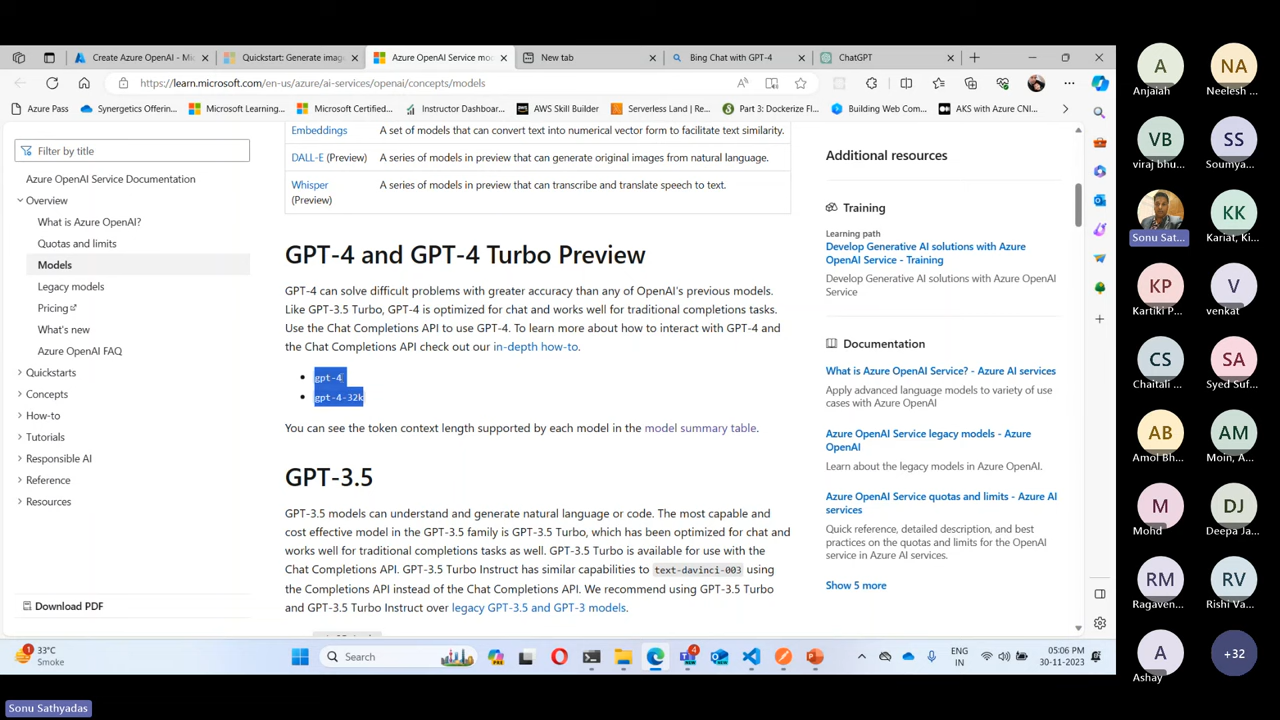 Create Azure OpenAI - Mi
Quickstart: Generate imag
Azure OpenAI Service mo
New tab
Bing Chat with GPT-4
ChatGPT
https://learn.microsoft.com/en-us/azure/ai-services/openai/concepts/models
Azure Pass
Synergetics Offering...
Microsoft Learning...
Microsoft Certified...
Instructor Dashboar...
AWS Skill Builder
Serverless Land | Re...
Part 3: Dockerize Fl...
Building Web Com...
AKS with Azure CNI...
Filter by title
Azure OpenAI Service Documentation
Overview
What is Azure OpenAI?
Quotas and limits
Models
Legacy models
Pricing
What's new
Azure OpenAI FAQ
Quickstarts
Concepts
How-to
Tutorials
Responsible AI
Reference
Resources
Download PDF
Embeddings A set of models that can convert text into numerical vector form to facilitate text similarity.
DALL-E (Preview) A series of models in preview that can generate original images from natural language.
Whisper A series of models in preview that can transcribe and translate speech to text.
(Preview)
GPT-4 and GPT-4 Turbo Preview
GPT-4 can solve difficult problems with greater accuracy than any of OpenAI's previous models.
Like GPT-3.5 Turbo, GPT-4 is optimized for chat and works well for traditional completions tasks.
Use the Chat Completions API to use GPT-4. To learn more about how to interact with GPT-4 and
the Chat Completions API check out our in-depth how-to.
gpt-4
gpt-4-32k
You can see the token context length supported by each model in the model summary table.
GPT-3.5
GPT-3.5 models can understand and generate natural language or code. The most capable and
cost effective model in the GPT-3.5 family is GPT-3.5 Turbo, which has been optimized for chat and
works well for traditional completions tasks as well. GPT-3.5 Turbo is available for use with the
Chat Completions API. GPT-3.5 Turbo Instruct has similar capabilities to text-davinci-003 using
the Completions API instead of the Chat Completions API. We recommend using GPT-3.5 Turbo
and GPT-3.5 Turbo Instruct over legacy GPT-3.5 and GPT-3 models.
Additional resources
Training
Learning path
Develop Generative AI solutions with Azure
OpenAI Service - Training
Develop Generative AI solutions with Azure OpenAI
Service
Documentation
What is Azure OpenAI Service? - Azure AI services
Apply advanced language models to variety of use
cases with Azure OpenAI
Azure OpenAI Service legacy models - Azure
OpenAI
Learn about the legacy models in Azure OpenAI.
Azure OpenAI Service quotas and limits - Azure AI
services
Quick reference, detailed description, and best
practices on the quotas and limits for the OpenAI
service in Azure AI services.
Show 5 more
1
33°C
Smoke
Search
PRE
NEW
4
ENG
IN
05:06 PM
30-11-2023
A
Anjaiah
NA
Neelesh ...
VB
viraj bhu...
SS
Soumya...
Sonu Sat...
KK
Kariat, Ki...
KP
Kartiki P...
V
venkat
CS
Chaitali ...
SA
Syed Suf...
AB
Amol Bh...
AM
Moin, A...
M
Mohd
DJ
Deepa Ja...
RM
Ragaven...
RV
Rishi Va...
A
Ashay
+32
Sonu Sathyadas